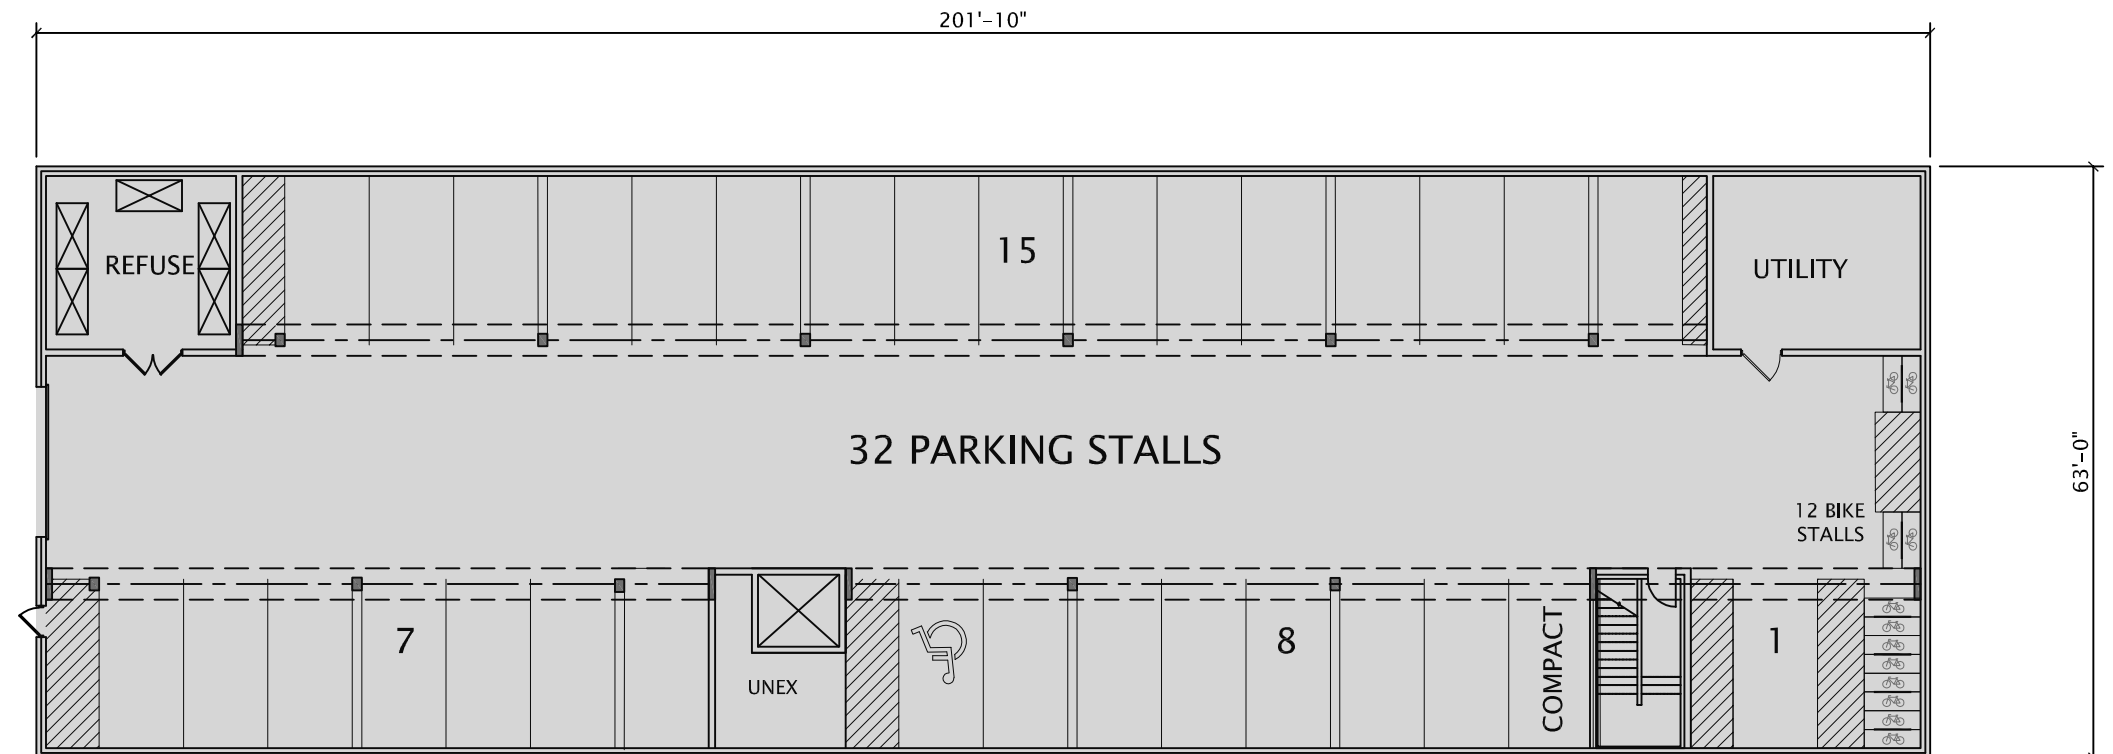 201'-10"
REFUSE
15
UTILITY
32 PARKING STALLS
63'-0"
12 BIKE
STALLS
7
UNEX
8
COMPACT
1